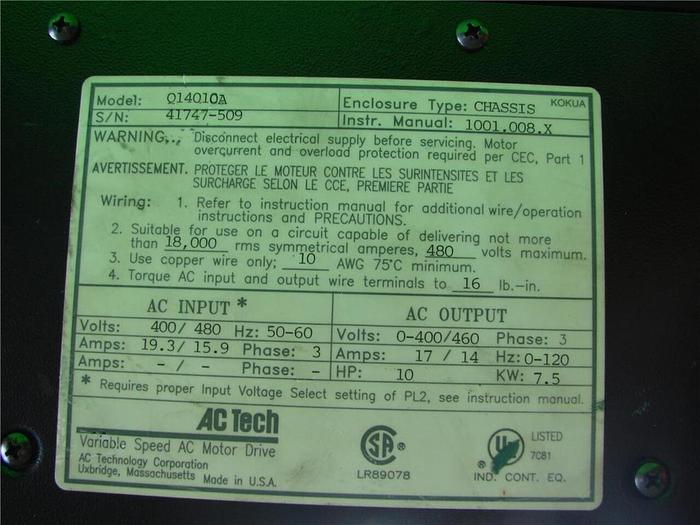 Model: Q14010A
Enclosure Type: CHASSIS KOKUA
S/N: 41747-509
Instr. Manual: 1001.008.X
WARNING. Disconnect electrical supply before servicing. Motor
overcurrent and overload protection required per CEC, Part 1
AVERTISSEMENT. PROTEGER LE MOTEUR CONTRE LES SURINTENSITES ET LES
SURCHARGE SELON LE CCE, PREMIERE PARTIE
Wiring: 1. Refer to instruction manual for additional wire/operation
instructions and PRECAUTIONS.
2. Suitable for use on a circuit capable of delivering not more
than 18,000 rms symmetrical amperes, 480 volts maximum.
3. Use copper wire only; 10 AWG 75°C minimum.
4. Torque AC input and output wire terminals to 16 lb.-in.
AC INPUT *
Volts: 400/ 480 Hz: 50-60
Amps: 19.3/ 15.9 Phase: 3
Amps: - / - Phase: -
AC OUTPUT
Volts: 0-400/460 Phase: 3
Amps: 17 / 14 Hz: 0-120
HP: 10 KW: 7.5
* Requires proper Input Voltage Select setting of PL2, see instruction manual.
AC Tech
Variable Speed AC Motor Drive
AC Technology Corporation
Uxbridge, Massachusetts Made in U.S.A.
SA ®
LR89078
UL ® LISTED
7C81
IND. CONT. EQ.